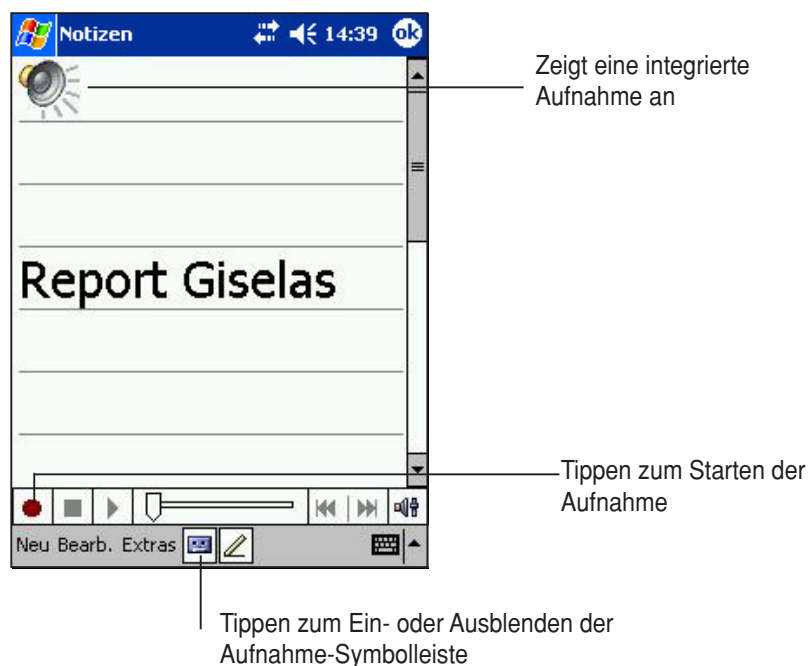 Notizen 14:39 ok
Zeigt eine integrierte
Aufnahme an
Report Giselas
Tippen zum Starten der
Aufnahme
Neu Bearb. Extras
Tippen zum Ein- oder Ausblenden der
Aufnahme-Symbolleiste